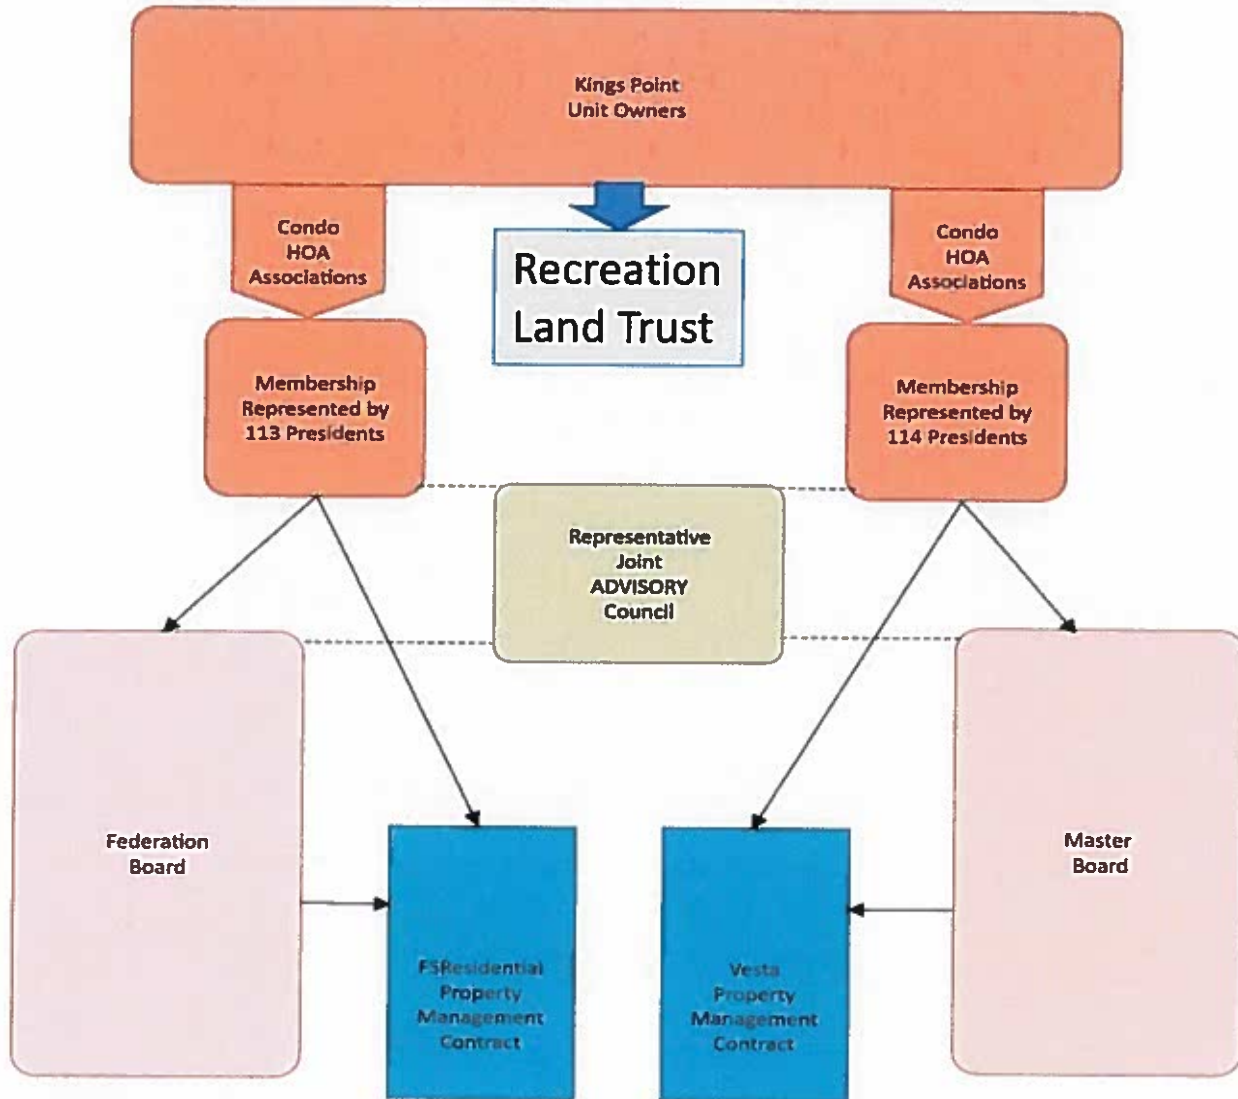 Kings Point
Unit Owners
Condo
HOA
Associations
Recreation
Land Trust
Condo
HOA
Associations
Membership
Represented by
113 Presidents
Membership
Represented by
114 Presidents
Representative
Joint
ADVISORY
Council
Federation
Board
Master
Board
FSResidential
Property
Management
Contract
Vesta
Property
Management
Contract